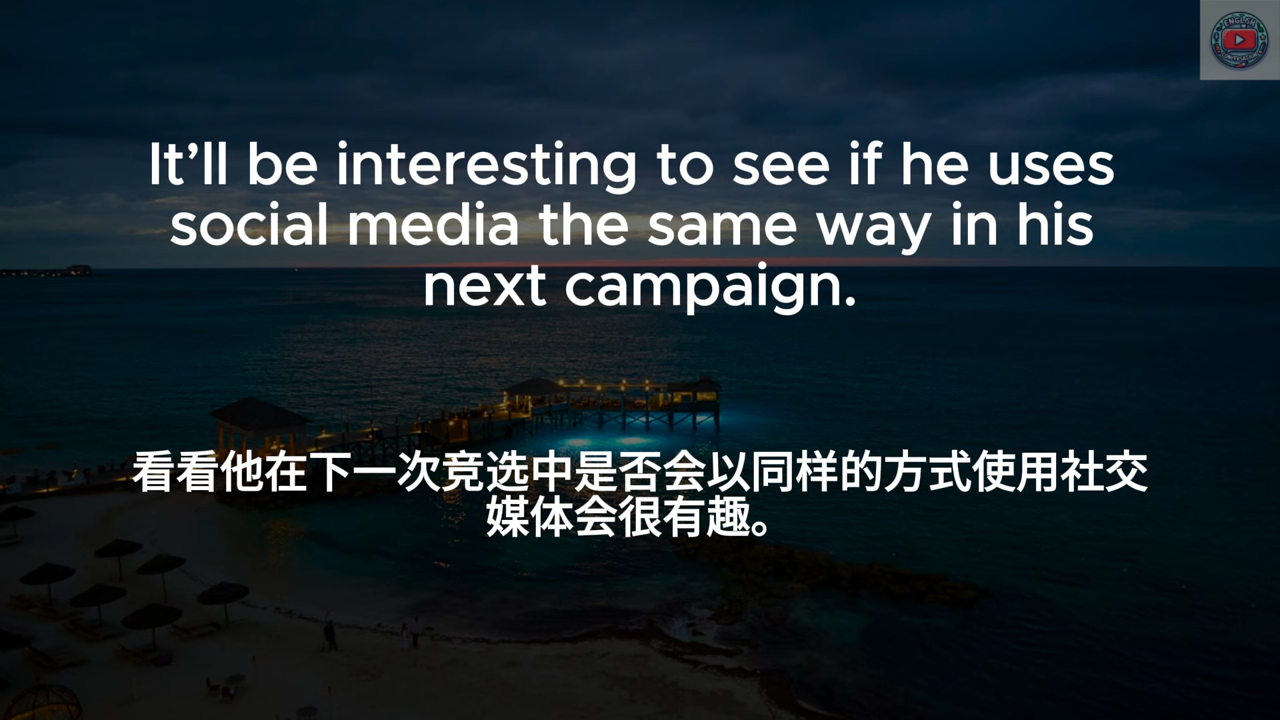 ENGLISH
It’ll be interesting to see if he uses
social media the same way in his
next campaign.
看看他在下一次竞选中是否会以同样的方式使用社交
媒体会很有趣。